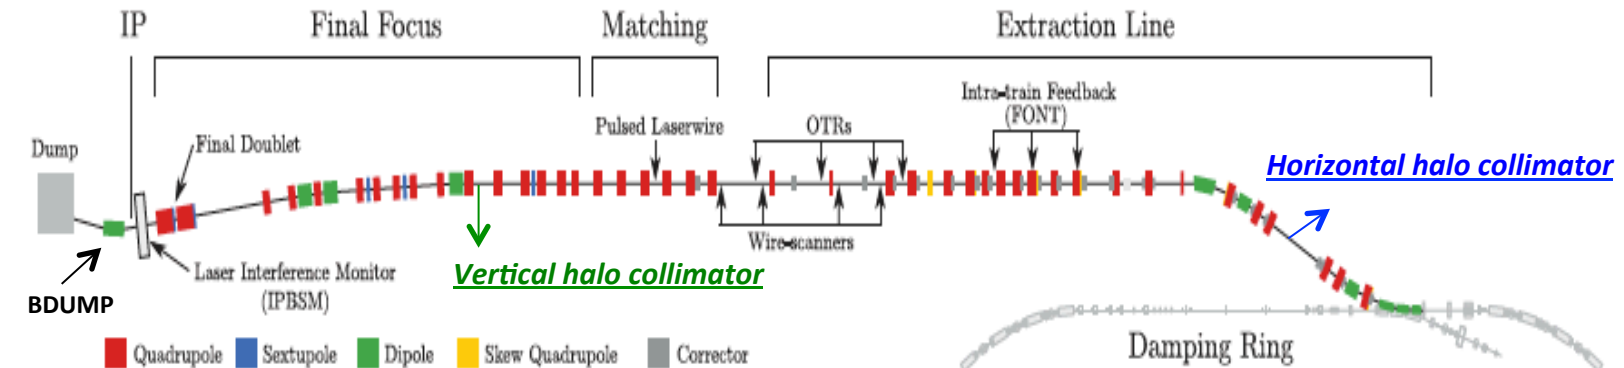 IP
Final Focus
Matching
Extraction Line
Intra-train Feedback
(FONT)
Pulsed Laserwire
OTRs
Final Doublet
Dump
Horizontal halo collimator
Wire-scanners
Vertical halo collimator
Laser Interference Monitor
(IPBSM)
BDUMP
Damping Ring
Quadrupole
Sextupole
Dipole
Skew Quadrupole
Corrector